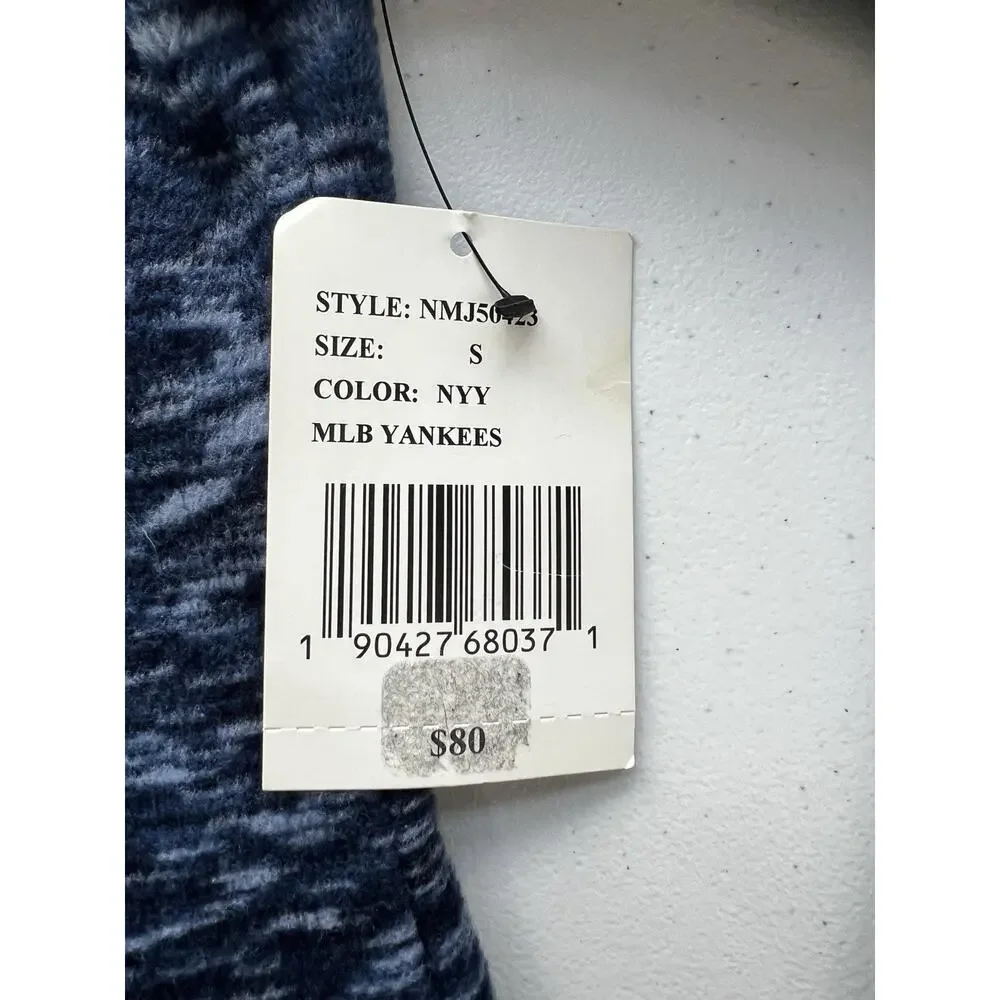 STYLE: NMJ50423
SIZE: S
COLOR: NYY
MLB YANKEES
1 90427 68037 1
$80